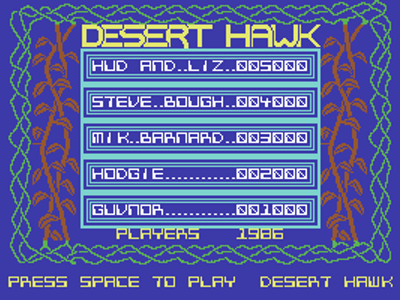 DESERT HAWK
HUD AND..LIZ..005000
STEVE..BOUGH..004000
MIK..BARNARD..003000
HODGIE...........002000
GUVNOR...........001000
PLAYERS 1986
PRESS SPACE TO PLAY DESERT HAWK